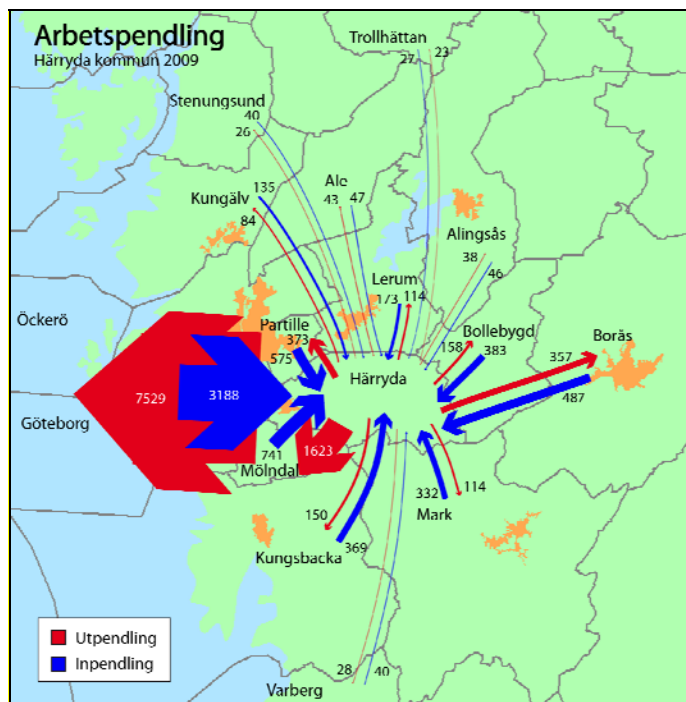 Arbetspendling
Härryda kommun 2009
Trollhättan
27
23
Stenungsund
40
26
Kungälv
135
84
Ale
43
47
Alingsås
38
46
Lerum
173
114
Öckerö
Partille
373
575
Bollebygd
158
383
Borås
357
487
Härryda
Göteborg
7529
3188
741
Mölndal
1623
332
114
Mark
150
369
Kungsbacka
Utpendling
Inpendling
28
40
Varberg